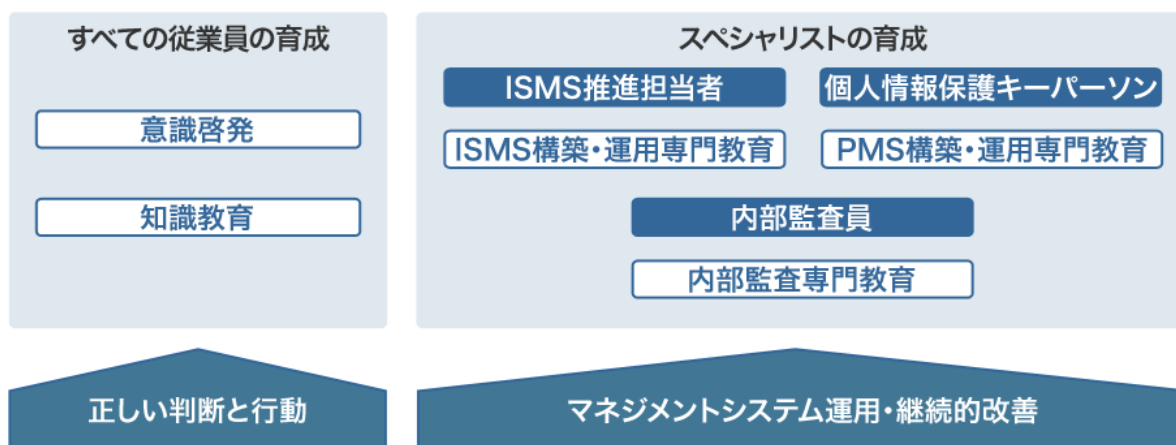 すべての従業員の育成
意識啓発
知識教育
正しい判断と行動
スペシャリストの育成
ISMS推進担当者
ISMS構築・運用専門教育
個人情報保護キーパーソン
PMS構築・運用専門教育
内部監査員
内部監査専門教育
マネジメントシステム運用・継続的改善